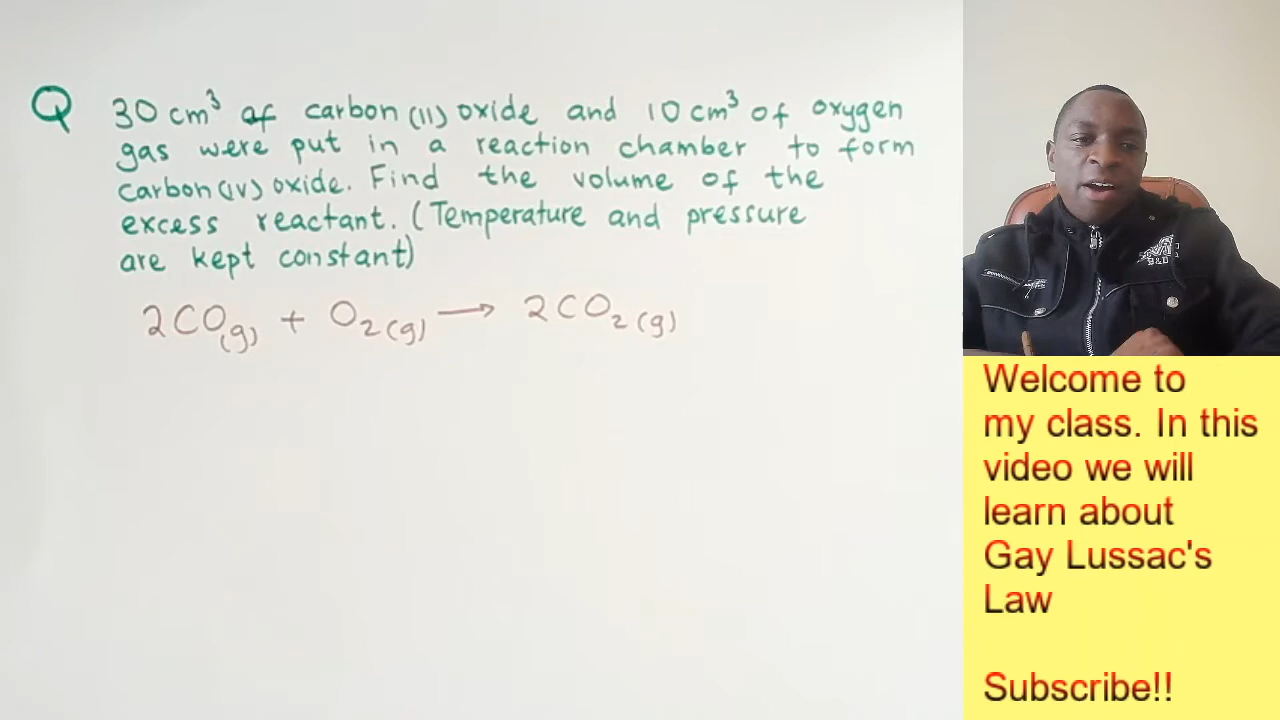 Q 30 cm³ of carbon (II) oxide and 10 cm³ of oxygen
gas were put in a reaction chamber to form
carbon (IV) oxide. Find the volume of the
excess reactant. (Temperature and pressure
are kept constant)
2CO(g) + O₂(g) → 2CO₂(g)
Welcome to
my class. In this
video we will
learn about
Gay Lussac's
Law
Subscribe!!